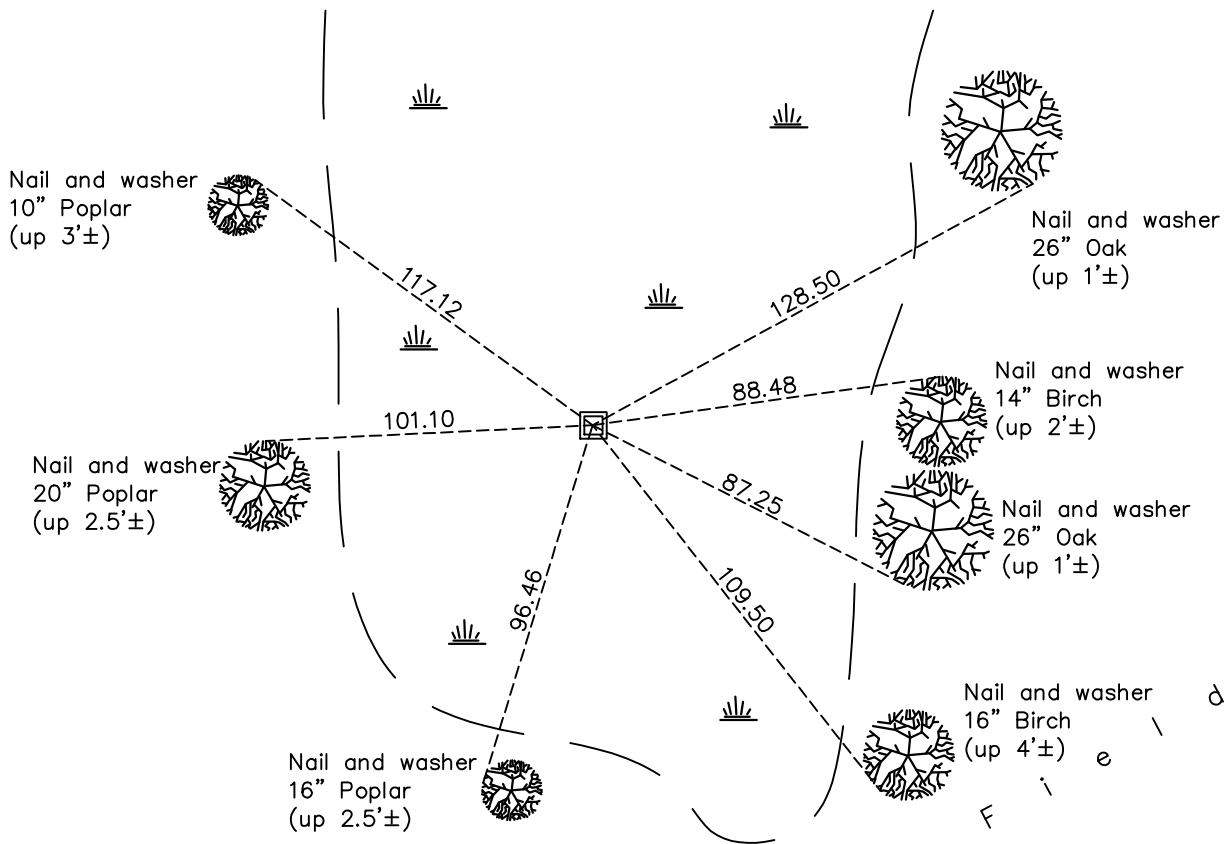 Nail and washer
10” Poplar
(up 3’±)
117.12
128.50
Nail and washer
26” Oak
(up 1’±)
101.10
88.48
Nail and washer
14” Birch
(up 2’±)
Nail and washer
20” Poplar
(up 2.5’±)
87.25
Nail and washer
26” Oak
(up 1’±)
96.46
109.50
Nail and washer
16” Birch
(up 4’±)
Nail and washer
16” Poplar
(up 2.5’±)
Field